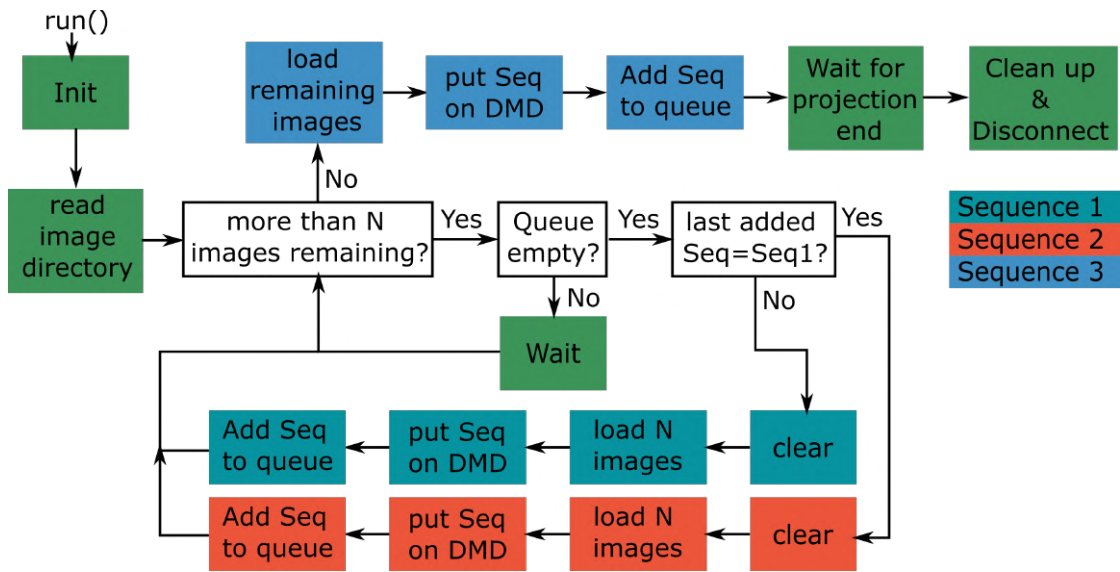 run()
Init
load
remaining
images
put Seq
on DMD
Add Seq
to queue
Wait for
projection
end
Clean up
&
Disconnect
No
read
image
directory
more than N
images remaining?
Yes
Queue
empty?
Yes
last added
Seq=Seq1?
Yes
Sequence 1
Sequence 2
Sequence 3
No
No
Wait
Add Seq
to queue
put Seq
on DMD
load N
images
clear
Add Seq
to queue
put Seq
on DMD
load N
images
clear